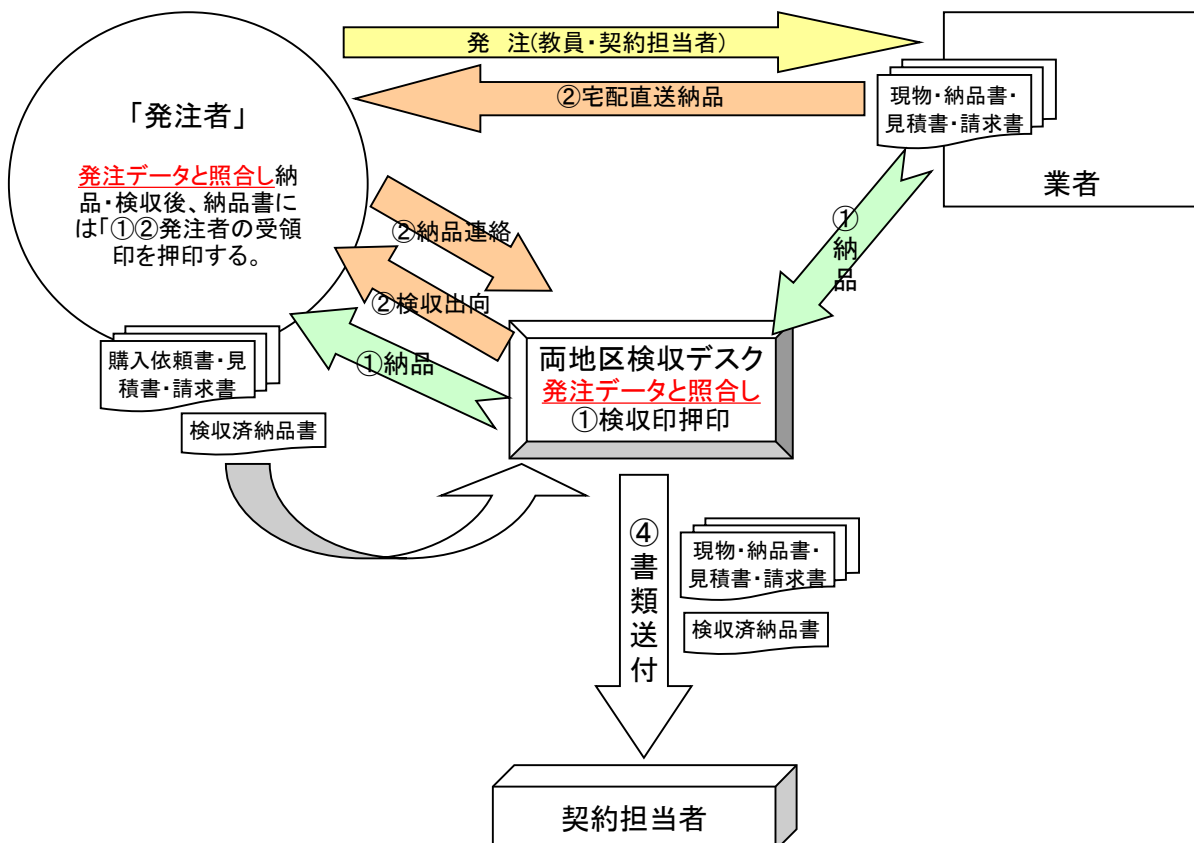 発　注(教員・契約担当者)
②宅配直送納品
現物・納品書・
見積書・請求書
業者
「発注者」
発注データと照合し納
品・検収後、納品書に
は「①②発注者の受領
印を押印する。
②納品連絡
②検収出向
①納品
①納品
購入依頼書・見
積書・請求書
検収済納品書
両地区検収デスク
発注データと照合し
①検収印押印
④書類送付
現物・納品書・
見積書・請求書
検収済納品書
契約担当者